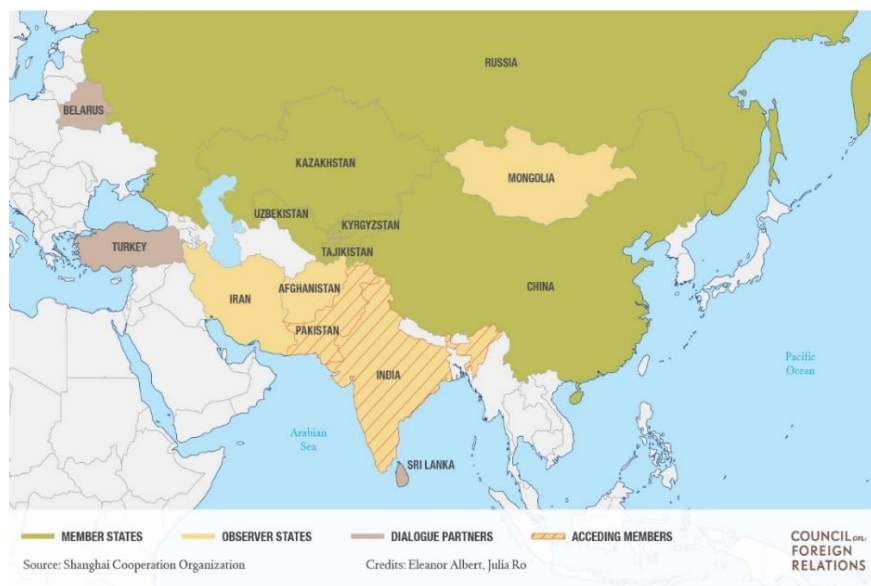 RUSSIA
BELARUS
KAZAKHSTAN
MONGOLIA
UZBEKISTAN
KYRGYZSTAN
TURKEY
TAJIKISTAN
CHINA
AFGHANISTAN
IRAN
PAKISTAN
INDIA
Pacific
Ocean
Arabian
Sea
SRI LANKA
MEMBER STATES
OBSERVER STATES
DIALOGUE PARTNERS
ACCEDING MEMBERS
Source: Shanghai Cooperation Organization
Credits: Eleanor Albert, Julia Ro
COUNCIL on
FOREIGN
RELATIONS